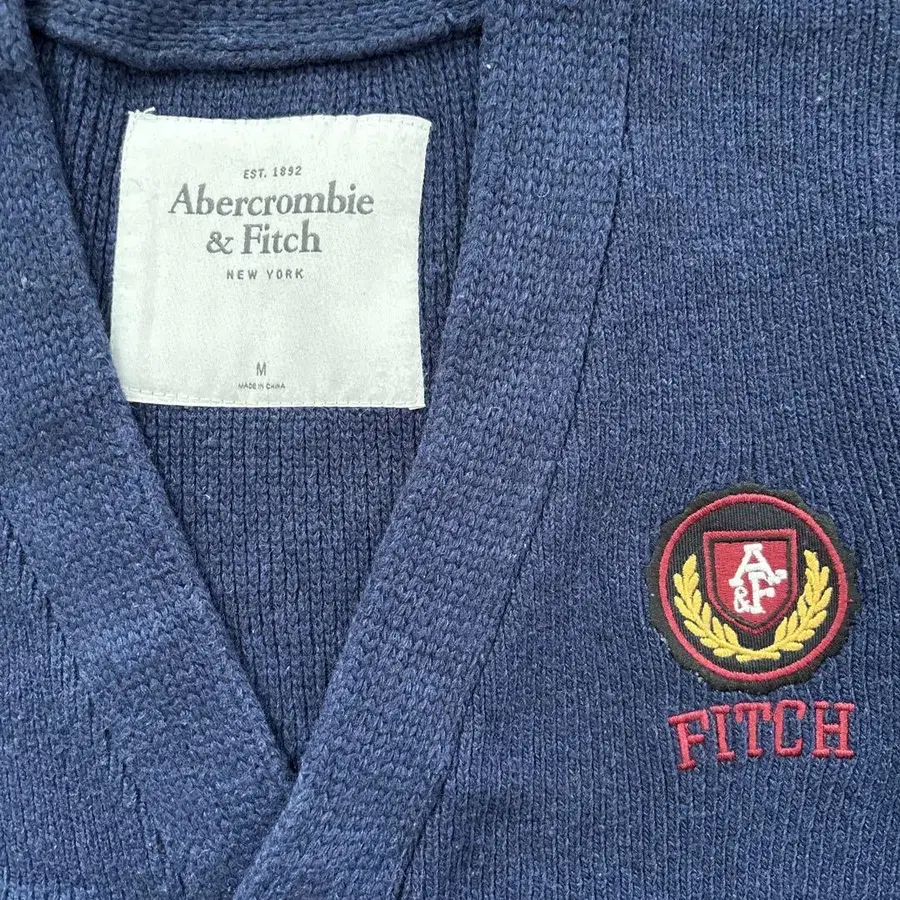 EST. 1892
Abercrombie
& Fitch
NEW YORK
M
MADE IN CHINA
A
&F
FITCH